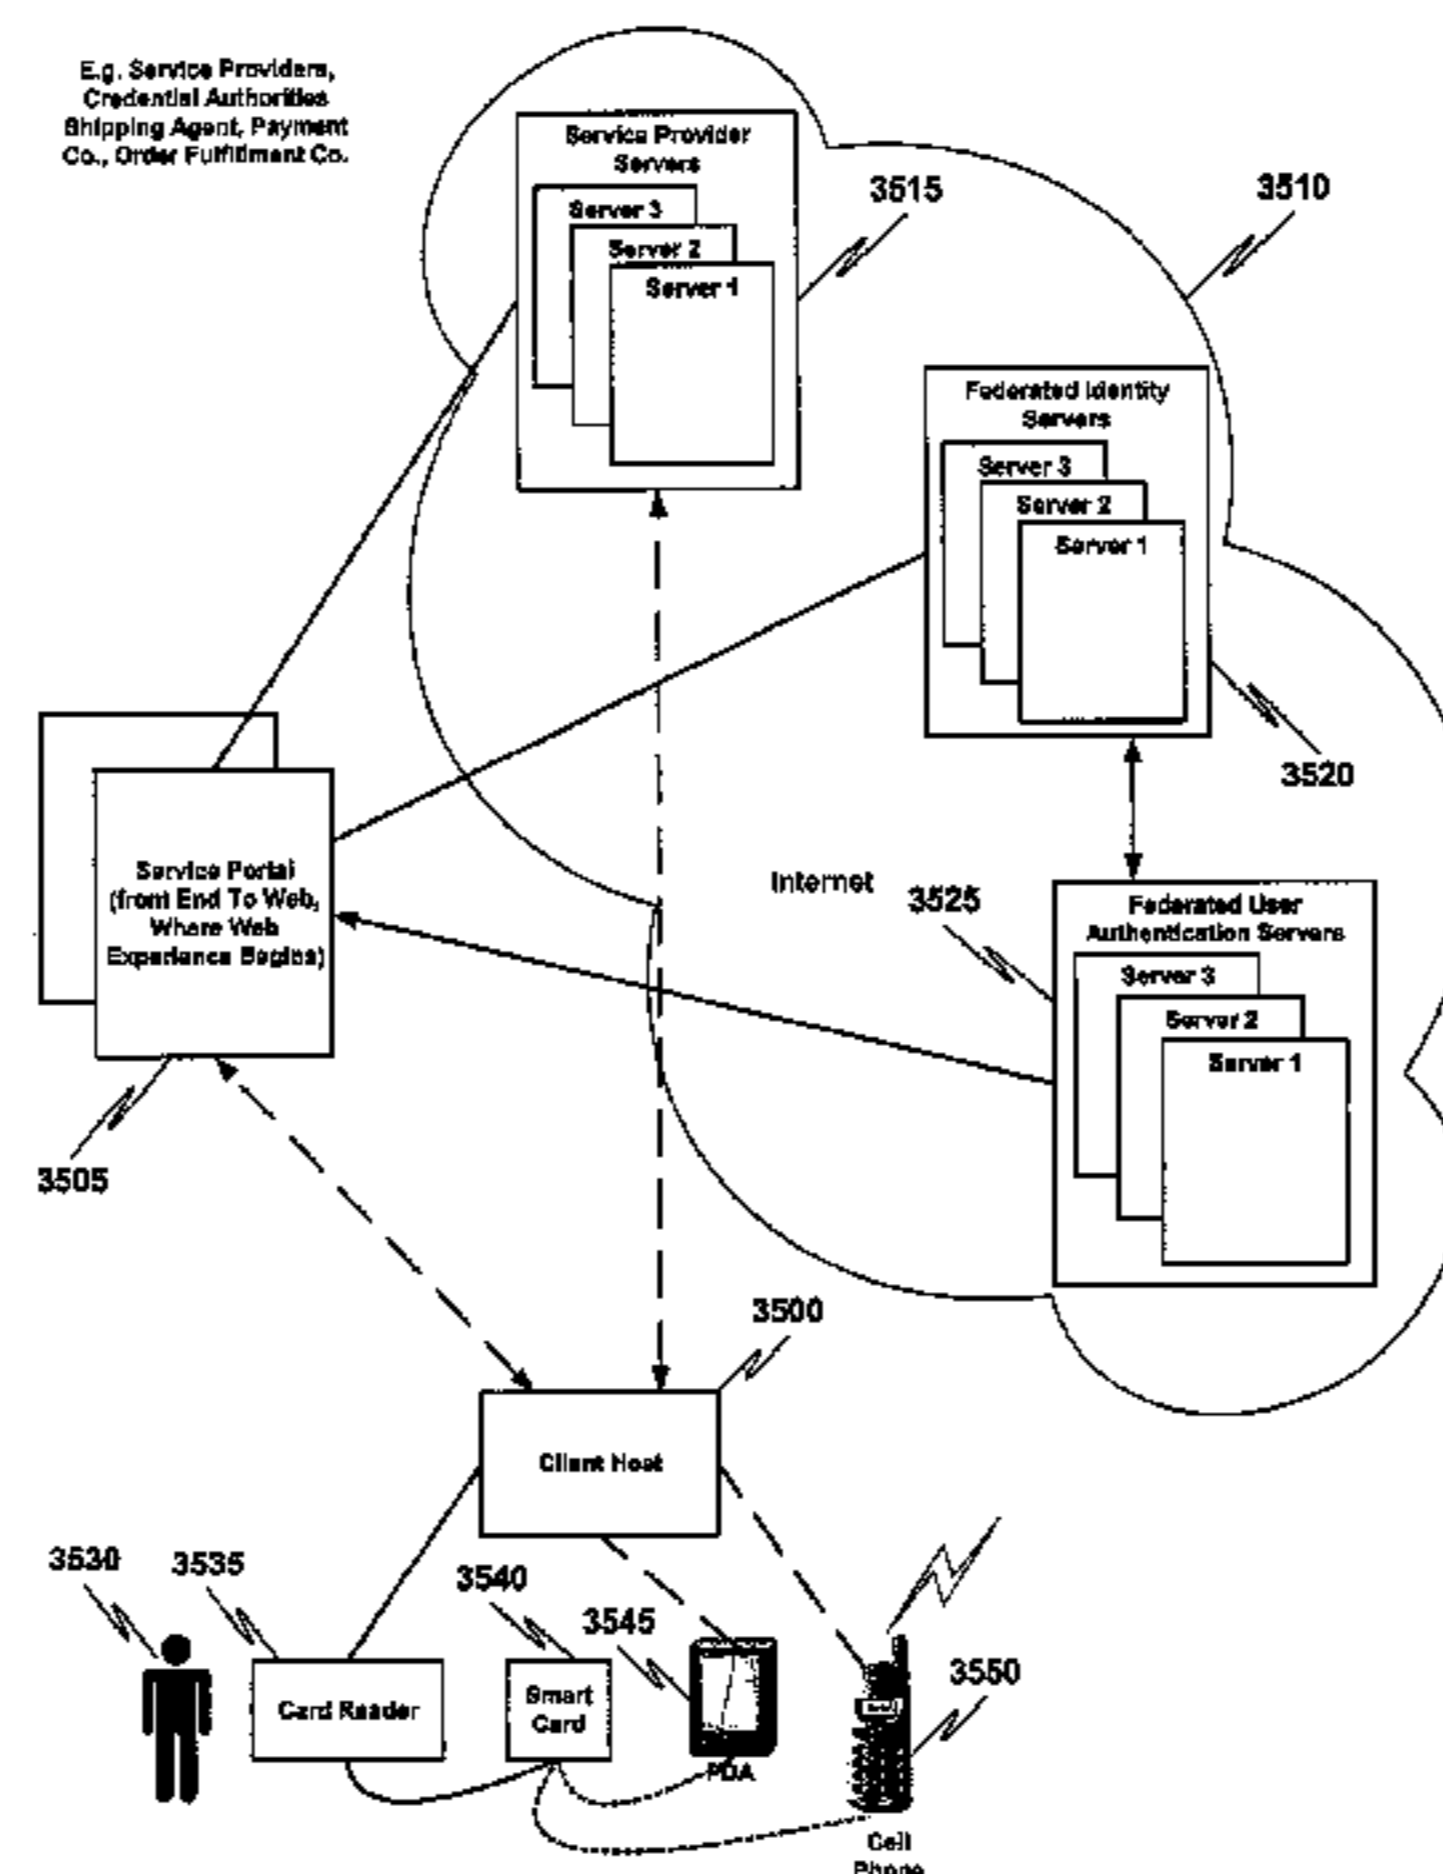 E.g. Service Providers,
Credential Authorities
Shipping Agent, Payment
Co., Order Fulfillment Co.
Service Provider
Servers
Server 3
Server 2
Server 1
3515
3510
Federated Identity
Servers
Server 3
Server 2
Server 1
3520
Service Portal
(front End To Web,
Where Web
Experience Begins)
3505
Internet
3525
Federated User
Authentication Servers
Server 3
Server 2
Server 1
3500
Client Host
3530
3535
3540
3545
3550
Card Reader
Smart
Card
PDA
Cell
Phone